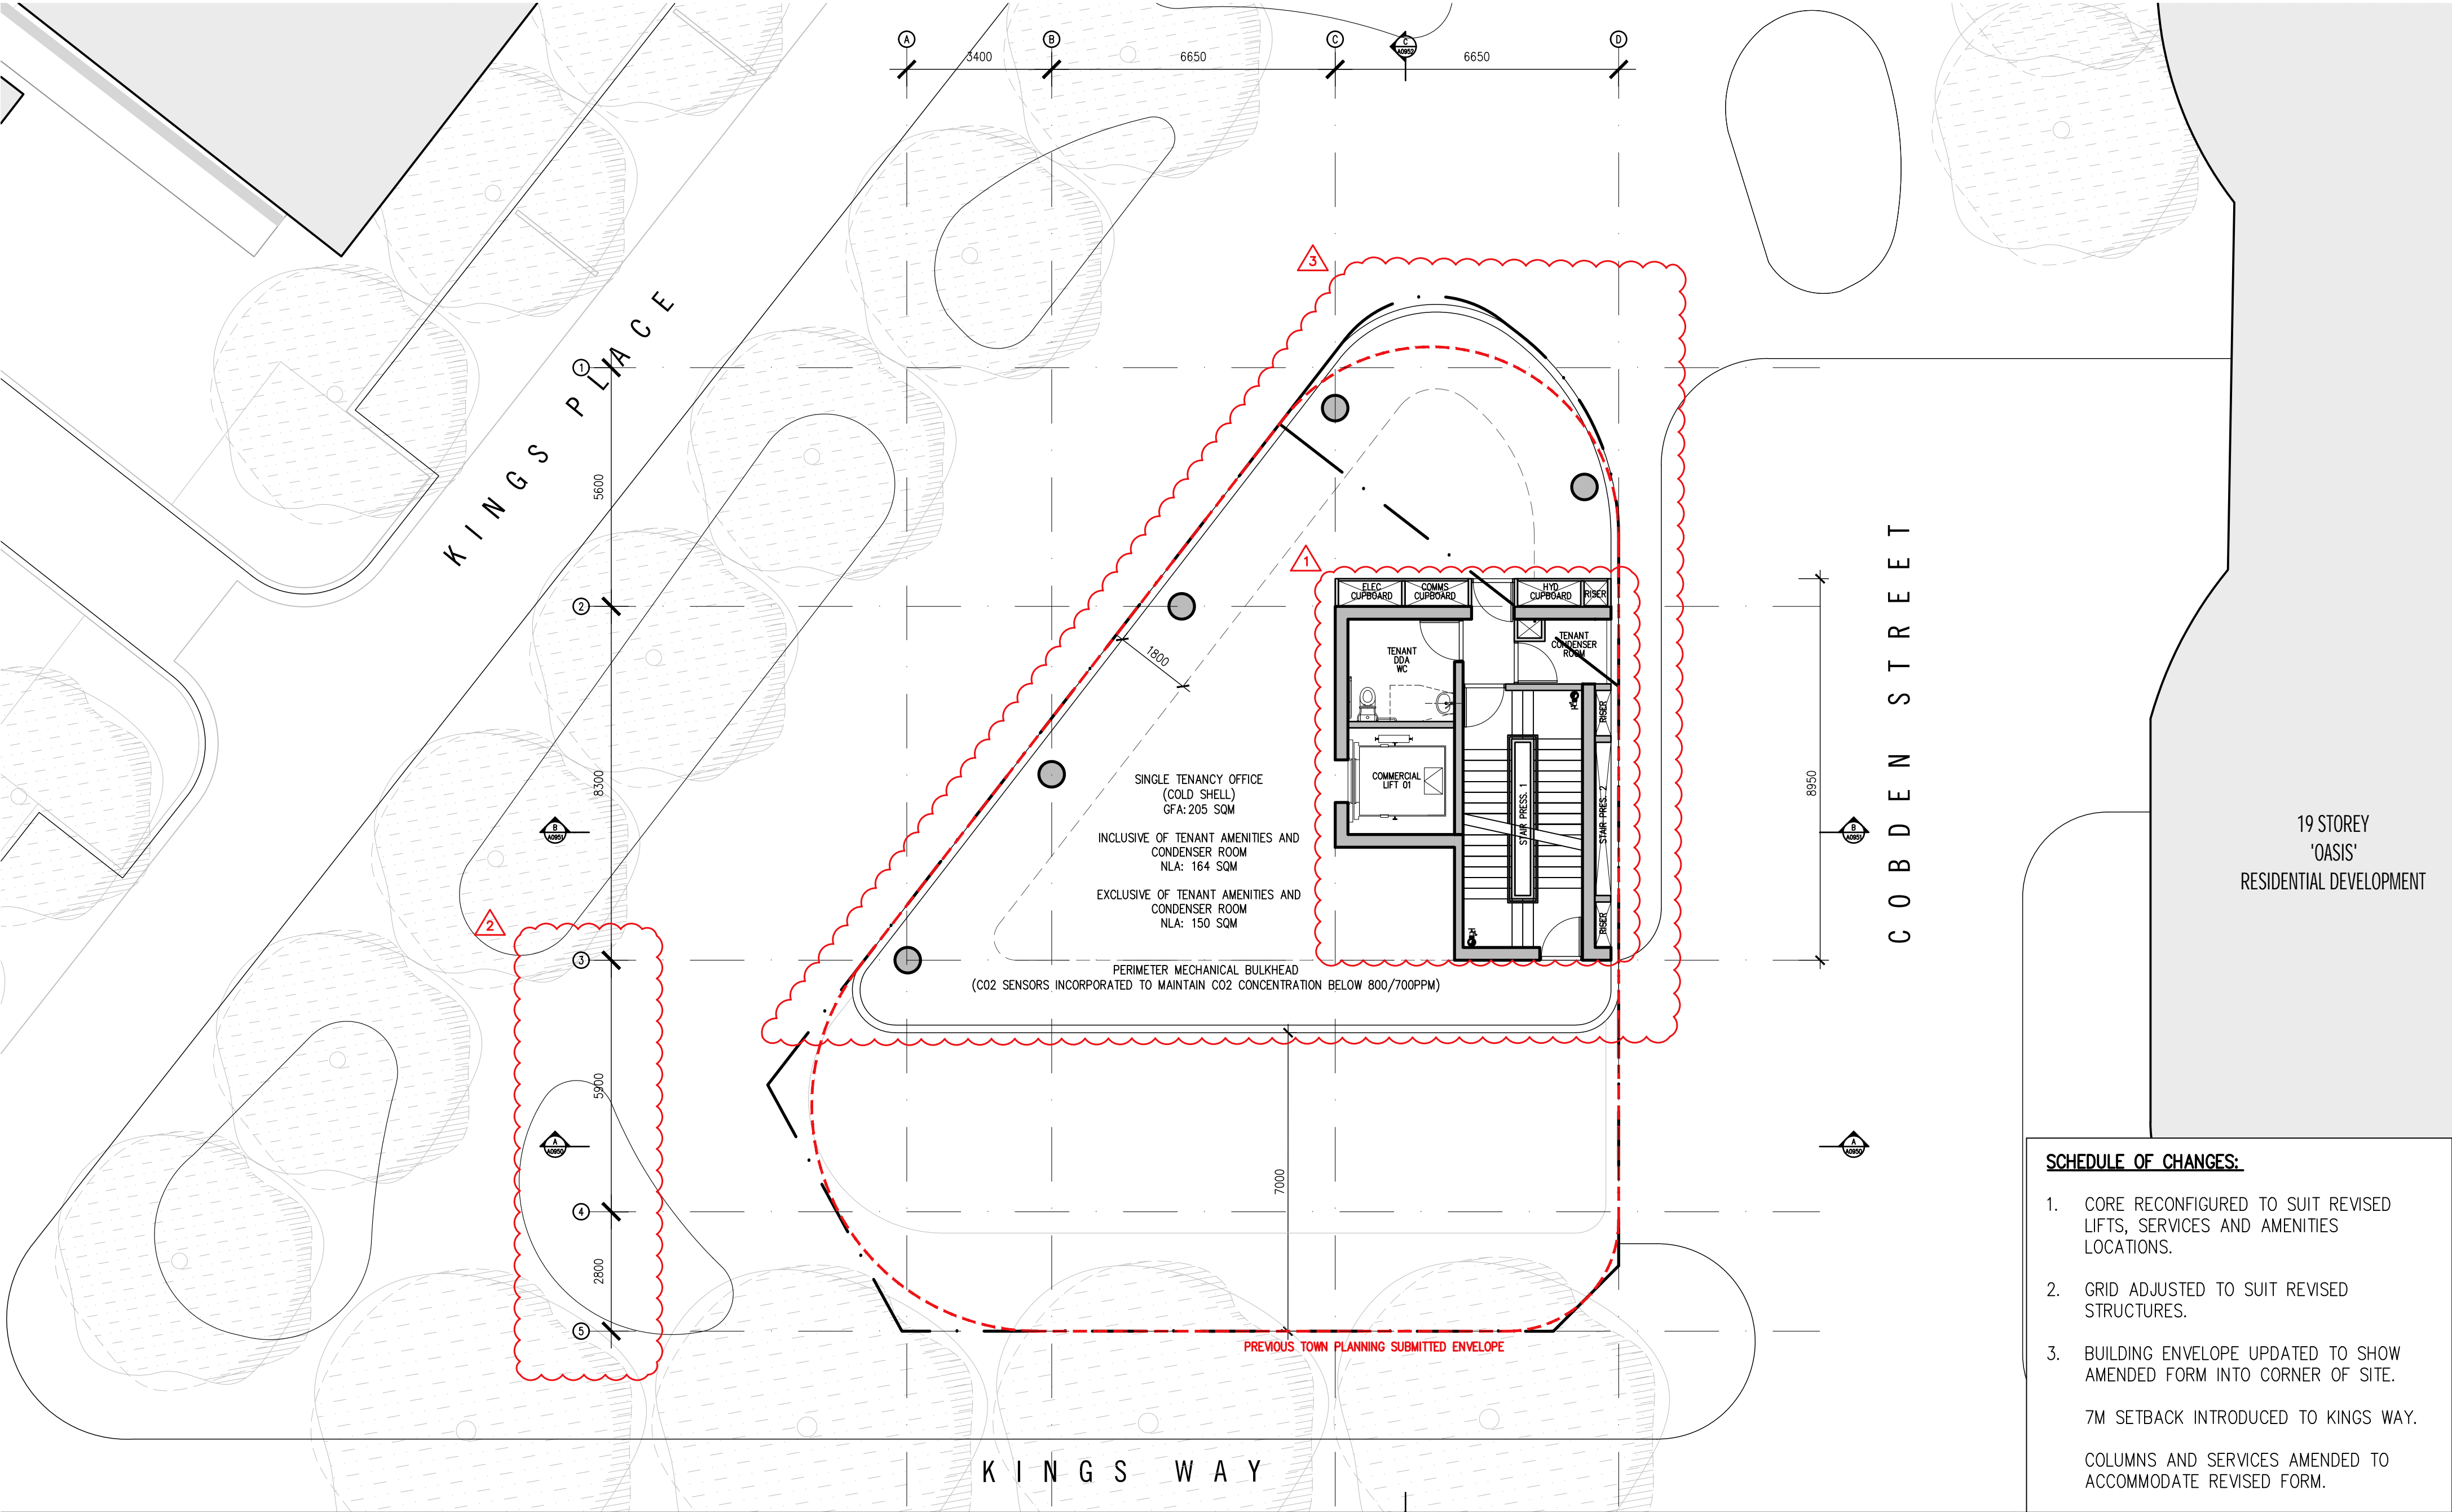 A
B
C
D
C
A0952
3400
6650
6650
3
KINGS PLACE
1
5600
1
2
ELEC
CUPBOARD
COMMS
CUPBOARD
HYD
CUPBOARD
RISER
TENANT
DDA
WC
TENANT
CONDENSER
ROOM
1800
RISER
COBDEN STREET
8300
8950
COMMERCIAL
LIFT 01
STAIR PRESS. 1
STAIR PRES. 2
RISER
SINGLE TENANCY OFFICE
(COLD SHELL)
GFA: 205 SQM
INCLUSIVE OF TENANT AMENITIES AND
CONDENSER ROOM
NLA: 164 SQM
EXCLUSIVE OF TENANT AMENITIES AND
CONDENSER ROOM
NLA: 150 SQM
B
A0951
B
A0951
19 STOREY
'OASIS'
RESIDENTIAL DEVELOPMENT
2
3
PERIMETER MECHANICAL BULKHEAD
(CO2 SENSORS INCORPORATED TO MAINTAIN CO2 CONCENTRATION BELOW 800/700PPM)
5900
A
A0950
A
A0950
7000
4
2800
5
PREVIOUS TOWN PLANNING SUBMITTED ENVELOPE
KINGS WAY
SCHEDULE OF CHANGES:
1. CORE RECONFIGURED TO SUIT REVISED
LIFTS, SERVICES AND AMENITIES
LOCATIONS.
2. GRID ADJUSTED TO SUIT REVISED
STRUCTURES.
3. BUILDING ENVELOPE UPDATED TO SHOW
AMENDED FORM INTO CORNER OF SITE.
7M SETBACK INTRODUCED TO KINGS WAY.
COLUMNS AND SERVICES AMENDED TO
ACCOMMODATE REVISED FORM.